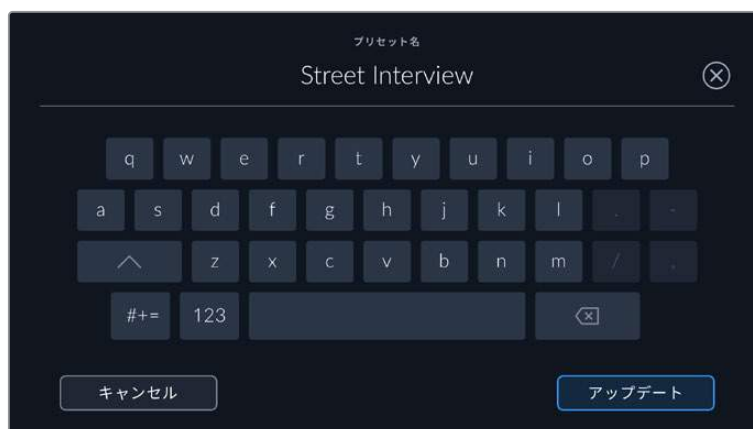 プリセット名
Street Interview
q w e r t y u i o p
a s d f g h j k l . -
z x c v b n m / ,
#+= 123
キャンセル アップデート